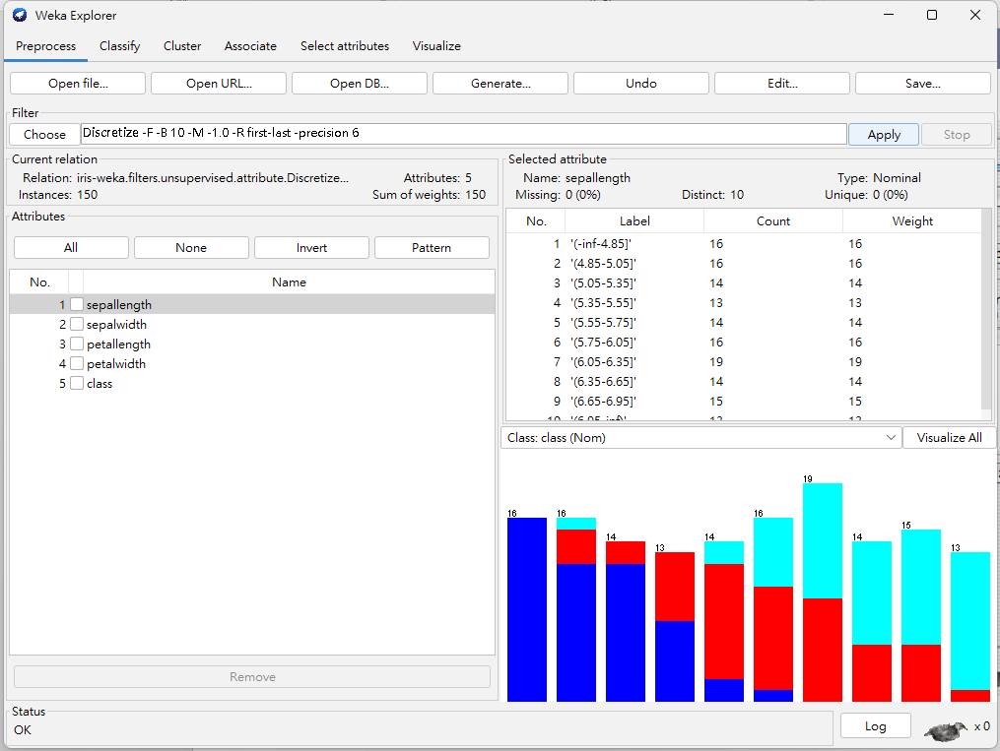 Weka Explorer
Preprocess Classify Cluster Associate Select attributes Visualize
Open file... Open URL... Open DB... Generate... Undo Edit... Save...
Filter
Choose Discretize -F -B 10 -M -1.0 -R first-last -precision 6 Apply Stop
Current relation
Relation: iris-weka.filters.unsupervised.attribute.Discretize... Attributes: 5
Instances: 150 Sum of weights: 150
Attributes
All None Invert Pattern
No. Name
1 sepallength
2 sepalwidth
3 petallength
4 petalwidth
5 class
Remove
Selected attribute
Name: sepallength Type: Nominal
Missing: 0 (0%) Distinct: 10 Unique: 0 (0%)
No. Label Count Weight
1 '(-inf-4.85]' 16 16
2 '(4.85-5.05]' 16 16
3 '(5.05-5.35]' 14 14
4 '(5.35-5.55]' 13 13
5 '(5.55-5.75]' 14 14
6 '(5.75-6.05]' 16 16
7 '(6.05-6.35]' 19 19
8 '(6.35-6.65]' 14 14
9 '(6.65-6.95]' 15 15
10 '(6.95-inf)' 13 13
Class: class (Nom) Visualize All
16 16 14 13 14 16 19 14 15 13
Status
OK
Log x 0